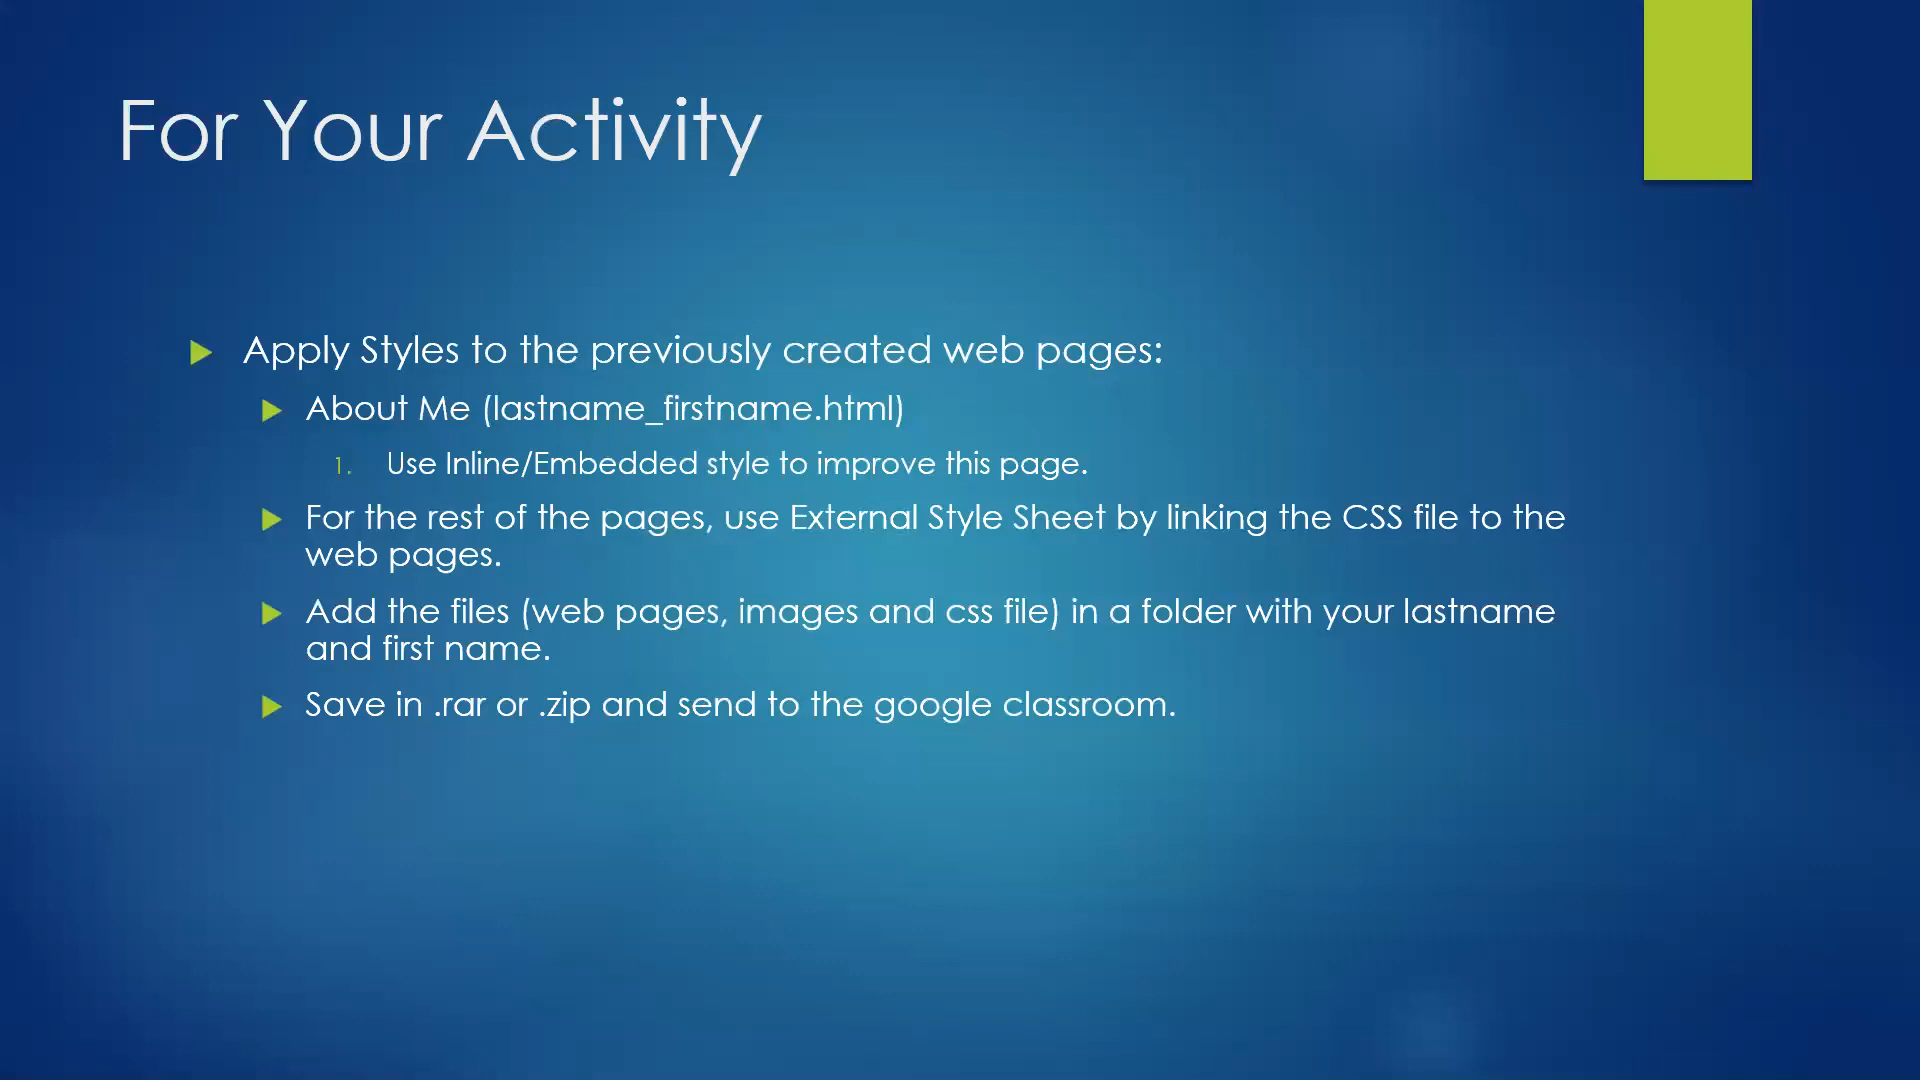 For Your Activity
Apply Styles to the previously created web pages:
About Me (lastname_firstname.html)
1. Use Inline/Embedded style to improve this page.
For the rest of the pages, use External Style Sheet by linking the CSS file to the
web pages.
Add the files (web pages, images and css file) in a folder with your lastname
and first name.
Save in .rar or .zip and send to the google classroom.